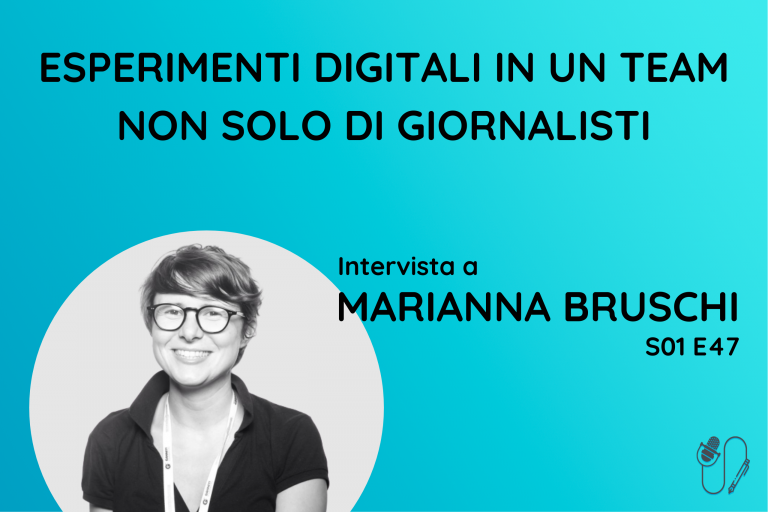 ESPERIMENTI DIGITALI IN UN TEAM
NON SOLO DI GIORNALISTI
Intervista a
MARIANNA BRUSCHI
S01 E47